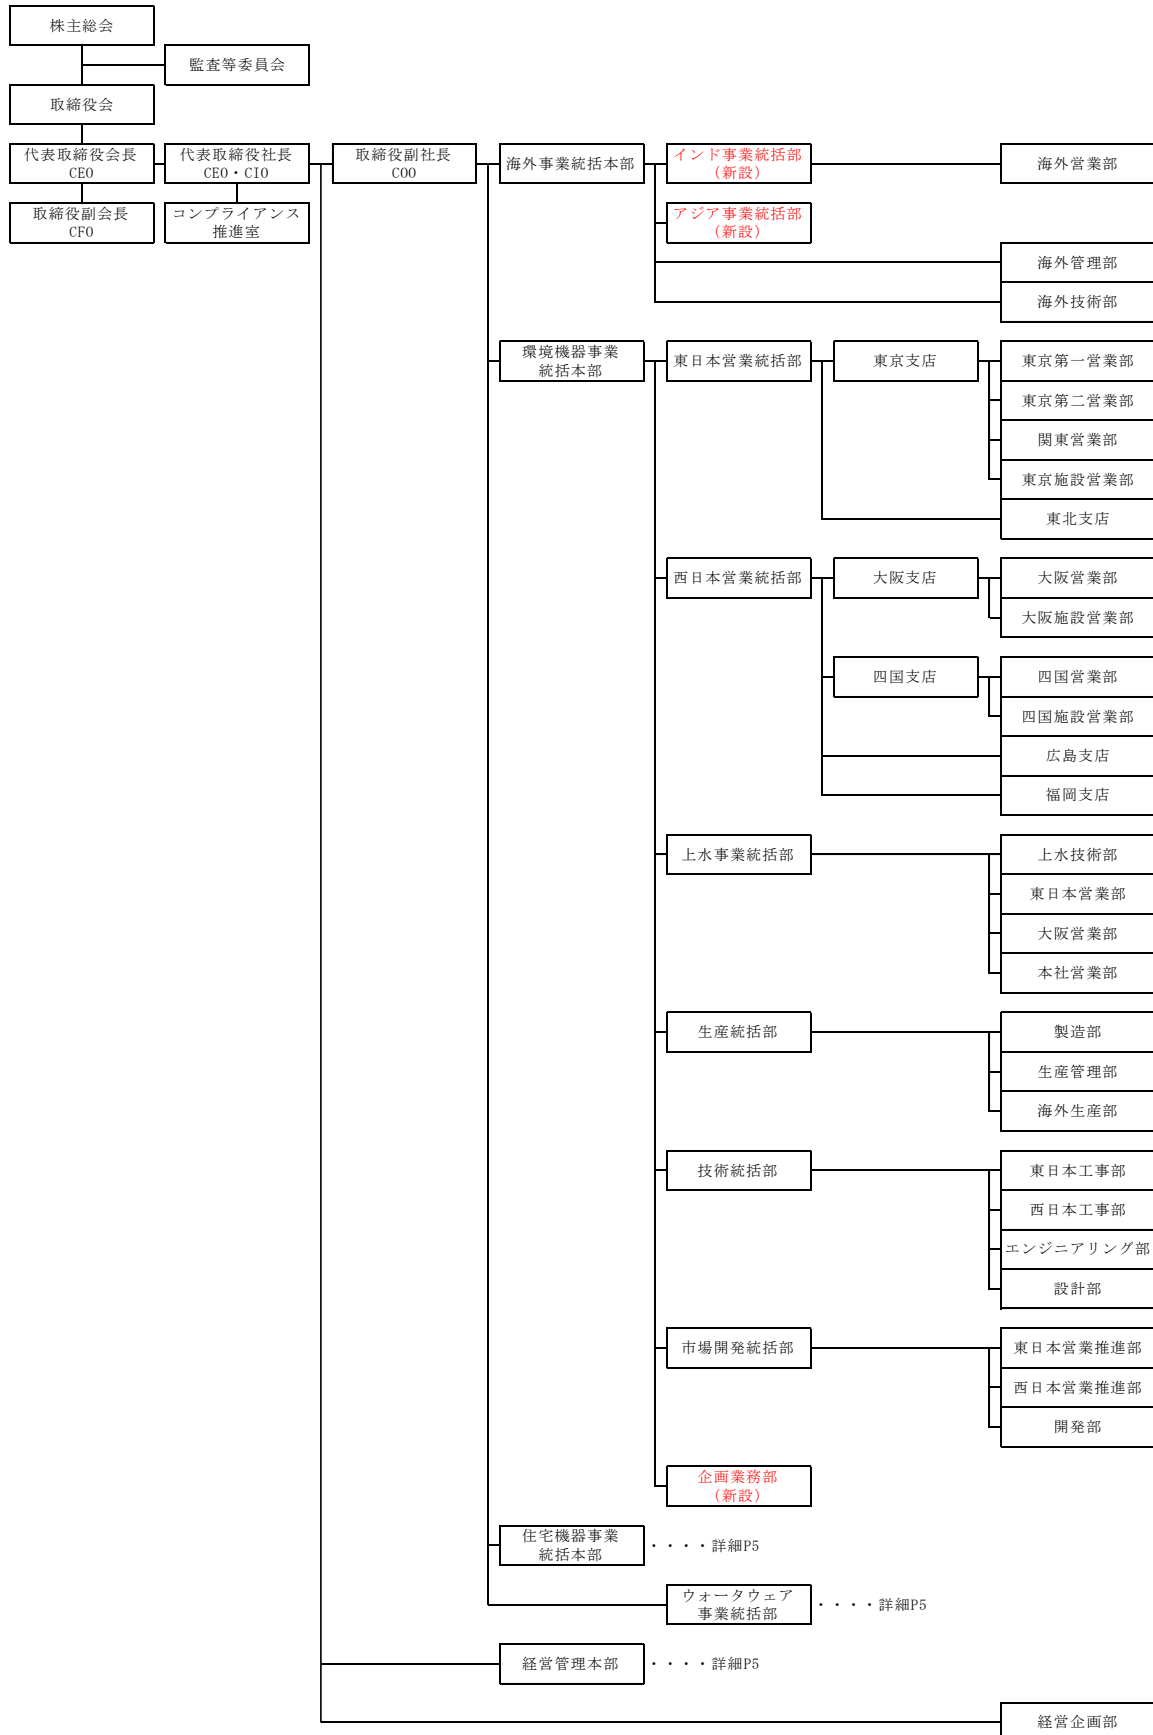 株主総会
監査等委員会
取締役会
代表取締役会長
CEO
代表取締役社長
CEO・CIO
取締役副社長
COO
海外事業統括本部
インド事業統括部
（新設）
海外営業部
取締役副会長
CFO
コンプライアンス
推進室
アジア事業統括部
（新設）
海外管理部
海外技術部
環境機器事業
統括本部
東日本営業統括部
東京支店
東京第一営業部
東京第二営業部
関東営業部
東京施設営業部
東北支店
西日本営業統括部
大阪支店
大阪営業部
大阪施設営業部
四国支店
四国営業部
四国施設営業部
広島支店
福岡支店
上水事業統括部
上水技術部
東日本営業部
大阪営業部
本社営業部
生産統括部
製造部
生産管理部
海外生産部
技術統括部
東日本工事部
西日本工事部
エンジニアリング部
設計部
市場開発統括部
東日本営業推進部
西日本営業推進部
開発部
企画業務部
（新設）
住宅機器事業
統括本部
・・・・詳細P5
ウォータウェア
事業統括部
・・・・詳細P5
経営管理本部
・・・・詳細P5
経営企画部